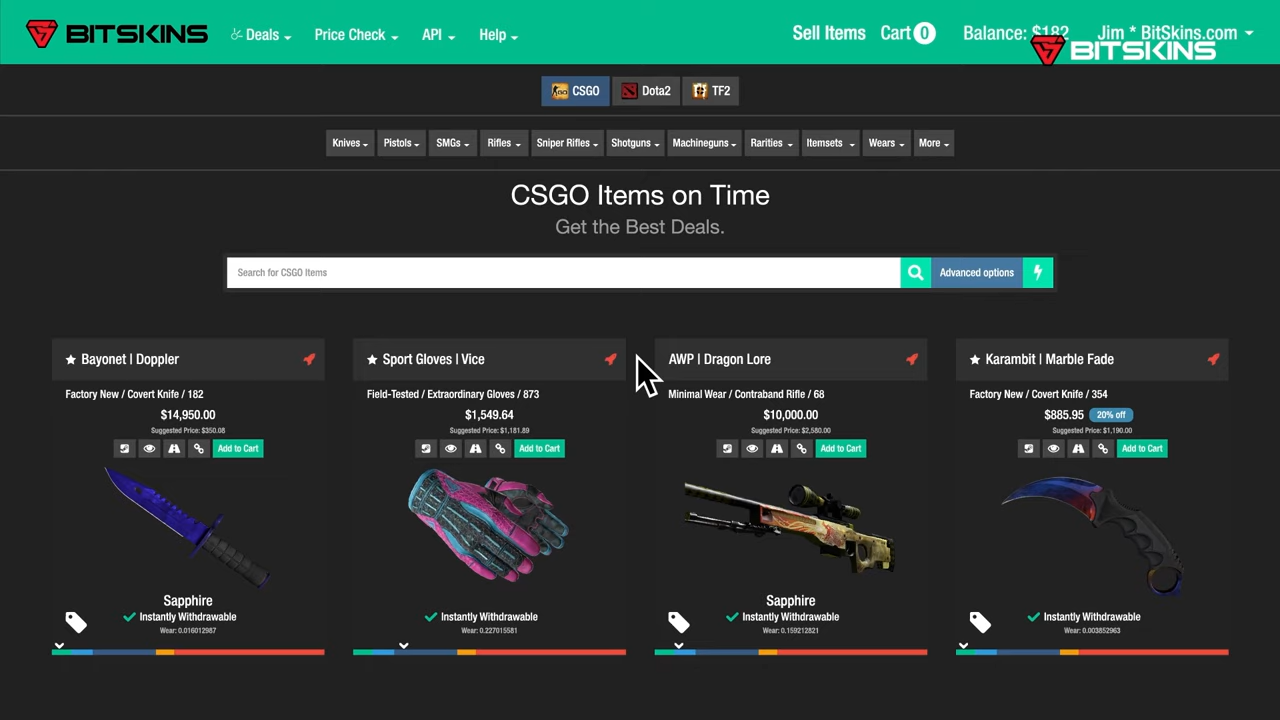 BITSKINS
Deals
Price Check
API
Help
Sell Items
Cart 0
Balance: $182
Jim * BitSkins.com
BITSKINS
CSGO
Dota2
TF2
Knives
Pistols
SMGs
Rifles
Sniper Rifles
Shotguns
Machineguns
Rarities
Itemsets
Wears
More
CSGO Items on Time
Get the Best Deals.
Search for CSGO Items
Advanced options
Bayonet | Doppler
Factory New / Covert Knife / 182
$14,950.00
Suggested Price: $350.08
Add to Cart
Sapphire
Instantly Withdrawable
Wear: 0.016012987
Sport Gloves | Vice
Field-Tested / Extraordinary Gloves / 873
$1,549.64
Suggested Price: $1,181.89
Add to Cart
Instantly Withdrawable
Wear: 0.227015581
AWP | Dragon Lore
Minimal Wear / Contraband Rifle / 68
$10,000.00
Suggested Price: $2,580.00
Add to Cart
Sapphire
Instantly Withdrawable
Wear: 0.159212821
Karambit | Marble Fade
Factory New / Covert Knife / 354
$885.95 20% off
Suggested Price: $1,190.00
Add to Cart
Instantly Withdrawable
Wear: 0.003852963